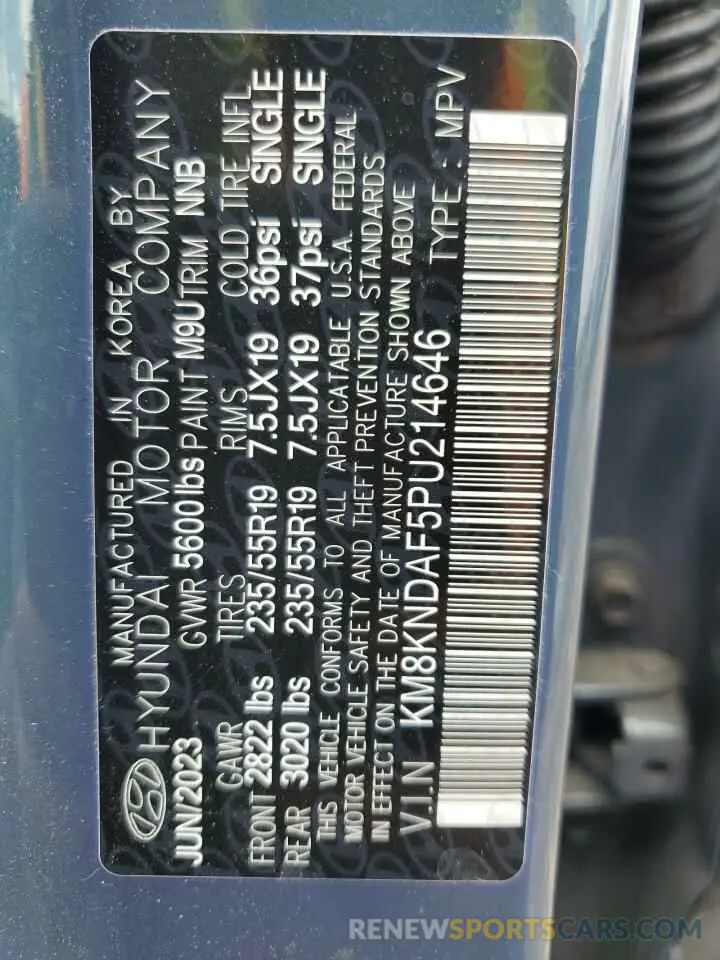 MANUFACTURED IN KOREA BY
HYUNDAI MOTOR COMPANY
JUN/2023 GVWR 5600lbs PAINT M9U TRIM NNB
GAWR TIRES RIMS COLD TIRE INFL
FRONT 2822 lbs 235/55R19 7.5JX19 36psi SINGLE
REAR 3020 lbs 235/55R19 7.5JX19 37psi SINGLE
THIS VEHICLE CONFORMS TO ALL APPLICATABLE U.S.A. FEDERAL
MOTOR VEHICLE SAFETY AND THEFT PREVENTION STANDARDS
IN EFFECT ON THE DATE OF MANUFACTURE SHOWN ABOVE
V.I.N KM8KNDAF5PU214646 TYPE : MPV
RENEWSPORTSCARS.COM